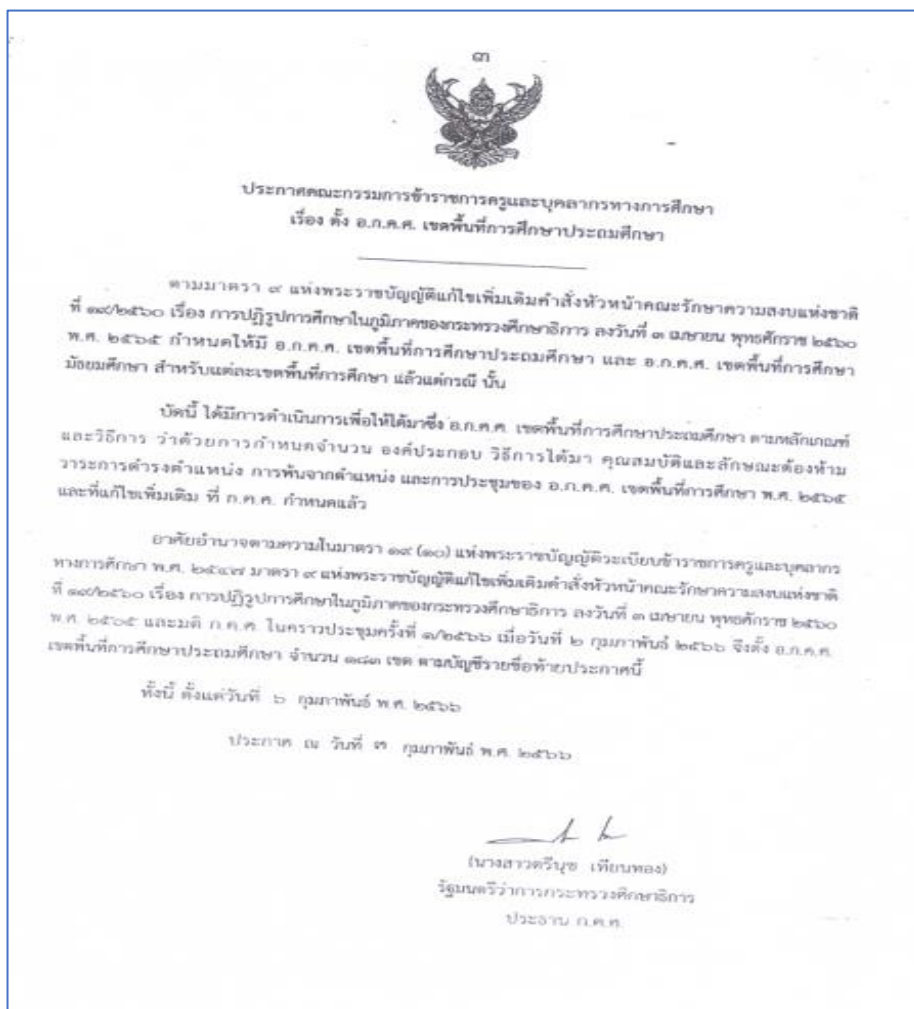 ๓
ประกาศคณะกรรมการข้าราชการครูและบุคลากรทางการศึกษา
เรื่อง ตั้ง อ.ก.ค.ศ. เขตพื้นที่การศึกษาประถมศึกษา
ตามมาตรา ๙ แห่งพระราชบัญญัติแก้ไขเพิ่มเติมคำสั่งหัวหน้าคณะรักษาความสงบแห่งชาติ
ที่ ๑๙/๒๕๖๐ เรื่อง การปฏิรูปการศึกษาในภูมิภาคของกระทรวงศึกษาธิการ ลงวันที่ ๓ เมษายน พุทธศักราช ๒๕๖๐
พ.ศ. ๒๕๖๕ กำหนดให้มี อ.ก.ค.ศ. เขตพื้นที่การศึกษาประถมศึกษา และ อ.ก.ค.ศ. เขตพื้นที่การศึกษา
มัธยมศึกษา สำหรับแต่ละเขตพื้นที่การศึกษา แล้วแต่กรณี นั้น
บัดนี้ ได้มีการดำเนินการเพื่อให้ได้มาซึ่ง อ.ก.ค.ศ. เขตพื้นที่การศึกษาประถมศึกษา ตามหลักเกณฑ์
และวิธีการ ว่าด้วยการกำหนดจำนวน องค์ประกอบ วิธีการได้มา คุณสมบัติและลักษณะต้องห้าม
วาระการดำรงตำแหน่ง การพ้นจากตำแหน่ง และการประชุมของ อ.ก.ค.ศ. เขตพื้นที่การศึกษา พ.ศ. ๒๕๖๕
และที่แก้ไขเพิ่มเติม ที่ ก.ค.ศ. กำหนดแล้ว
อาศัยอำนาจตามความในมาตรา ๑๙ (๑๐) แห่งพระราชบัญญัติระเบียบข้าราชการครูและบุคลากร
ทางการศึกษา พ.ศ. ๒๕๔๗ มาตรา ๙ แห่งพระราชบัญญัติแก้ไขเพิ่มเติมคำสั่งหัวหน้าคณะรักษาความสงบแห่งชาติ
ที่ ๑๙/๒๕๖๐ เรื่อง การปฏิรูปการศึกษาในภูมิภาคของกระทรวงศึกษาธิการ ลงวันที่ ๓ เมษายน พุทธศักราช ๒๕๖๐
พ.ศ. ๒๕๖๕ และมติ ก.ค.ศ. ในคราวประชุมครั้งที่ ๑/๒๕๖๖ เมื่อวันที่ ๒ กุมภาพันธ์ ๒๕๖๖ จึงตั้ง อ.ก.ค.ศ.
เขตพื้นที่การศึกษาประถมศึกษา จำนวน ๑๘๓ เขต ตามบัญชีรายชื่อท้ายประกาศนี้
ทั้งนี้ ตั้งแต่วันที่ ๖ กุมภาพันธ์ พ.ศ. ๒๕๖๖
ประกาศ ณ วันที่ ๓ กุมภาพันธ์ พ.ศ. ๒๕๖๖
(นางสาวตรีนุช เทียนทอง)
รัฐมนตรีว่าการกระทรวงศึกษาธิการ
ประธาน ก.ค.ศ.